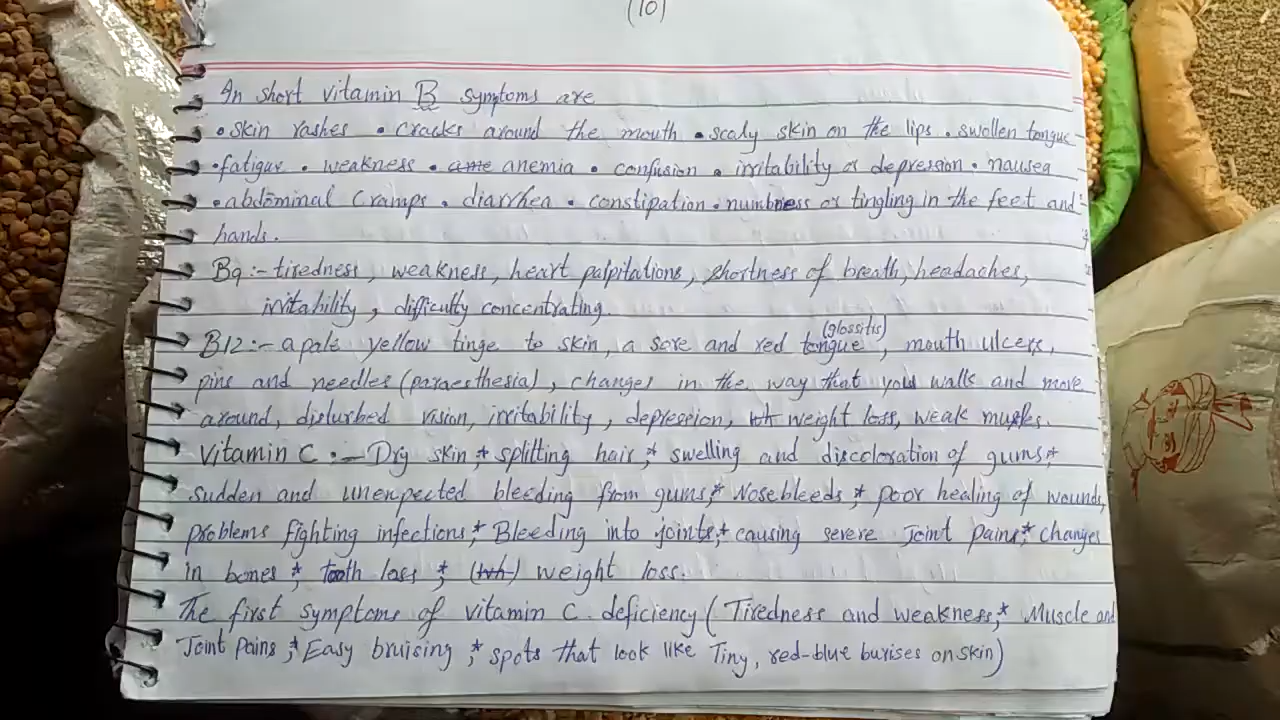 (10)
In short vitamin B symptoms are
•skin rashes •cracks around the mouth •scaly skin on the lips •swollen tongue
•fatigue •weakness •ame anemia •confusion •irritability or depression •nausea
•abdominal cramps •diarrhea •constipation •numbness or tingling in the feet and
hands.
B9:- tiredness, weakness, heart palpitations, shortness of breath, headaches,
irritability, difficulty concentrating.
B12:- a pale yellow tinge to skin, a sore and red tongue (glossitis), mouth ulcers,
pins and needles (paraesthesia), changes in the way that you walls and move
around, disturbed vision, irritability, depression, wh weight loss, weak muscles.
Vitamin C :- Dry skin,* splitting hair,* swelling and discoloration of gums,*
sudden and unexpected bleeding from gums,* Nosebleeds * poor healing of wounds,
problems fighting infections,* Bleeding into joints,* causing severe Joint Pains,* changes
in bones * tooth loss * (wh) weight loss.
The first symptoms of vitamin C. deficiency (Tiredness and weakness,* Muscle and
Joint Pains,* Easy bruising,* spots that look like Tiny, red-blue burises on skin)